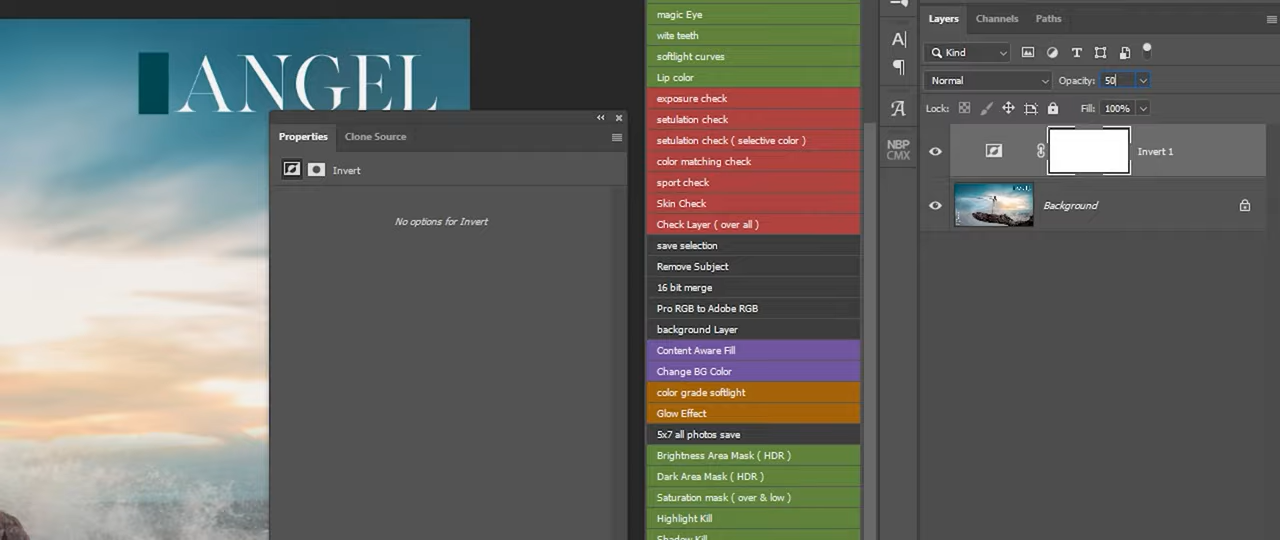 ANGEL
Properties
Clone Source
Invert
No options for Invert
magic Eye
wite teeth
softlight curves
Lip color
exposure check
setulation check
setulation check ( selective color )
color matching check
sport check
Skin Check
Check Layer ( over all )
save selection
Remove Subject
16 bit merge
Pro RGB to Adobe RGB
background Layer
Content Aware Fill
Change BG Color
color grade softlight
Glow Effect
5x7 all photos save
Brightness Area Mask ( HDR )
Dark Area Mask ( HDR )
Saturation mask ( over & low )
Highlight Kill
Shadow Kill
A
A
NBP
CMX
Layers
Channels
Paths
Kind
Normal
Opacity: 50
Lock:
Fill: 100%
Invert 1
Background